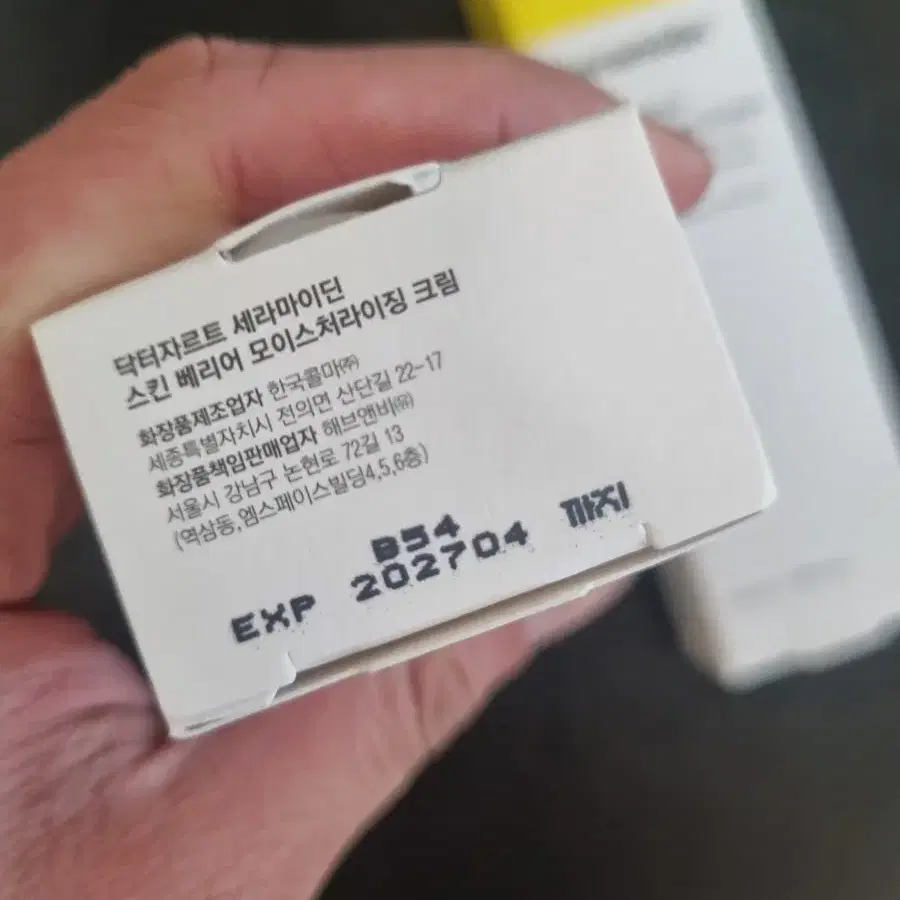 닥터자르트 세라마이딘
스킨 베리어 모이스처라이징 크림
화장품제조업자 한국콜마㈜
세종특별자치시 전의면 산단길 22-17
화장품책임판매업자 해브앤비㈲
서울시 강남구 논현로 72길 13
(역삼동,엠스페이스빌딩4,5,6층)
B54
EXP 202704 까지